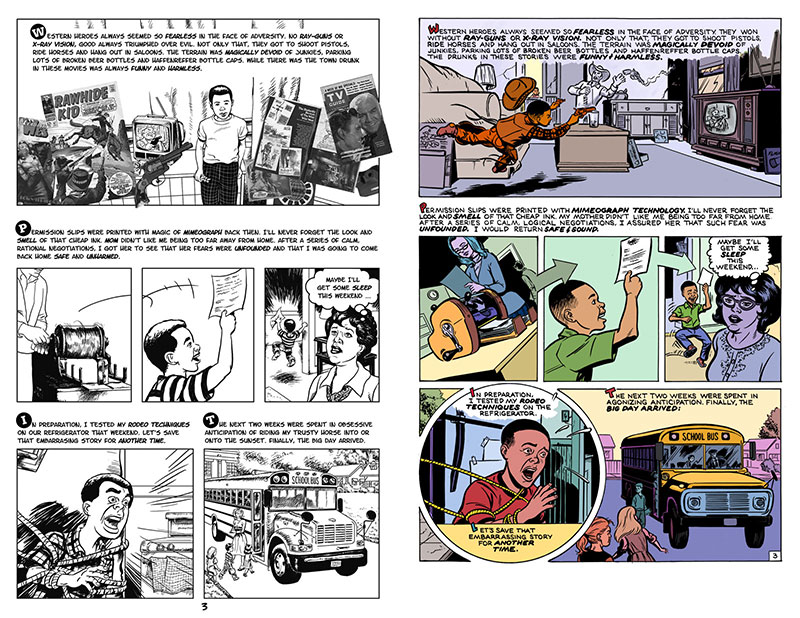 WESTERN HEROES ALWAYS SEEMED SO FEARLESS IN THE FACE OF ADVERSITY. NO RAY-GUNS OR
X-RAY VISION, GOOD ALWAYS TRIUMPHED OVER EVIL. NOT ONLY THAT, THEY GOT TO SHOOT PISTOLS,
RIDE HORSES AND HANG OUT IN SALOONS. THE TERRAIN WAS MAGICALLY DEVOID OF JUNKIES, PARKING
LOTS OF BROKEN BEER BOTTLES AND HAFFENREFFER BOTTLE CAPS. WHILE THERE WAS THE TOWN DRUNK
IN THESE MOVIES WAS ALWAYS FUNNY AND HARMLESS.
RAWHIDE
KID
TV
GUIDE
PERMISSION SLIPS WERE PRINTED WITH MAGIC OF MIMEOGRAPH BACK THEN. I'LL NEVER FORGET THE LOOK AND
SMELL OF THAT CHEAP INK. MOM DIDN'T LIKE ME BEING TOO FAR AWAY FROM HOME. AFTER A SERIES OF CALM,
RATIONAL NEGOTIATIONS, I GOT HER TO SEE THAT HER FEARS WERE UNFOUNDED AND THAT I WAS GOING TO COME
BACK HOME SAFE AND UNHARMED.
MAYBE I'LL
GET SOME SLEEP
THIS WEEKEND ...
IN PREPARATION, I TESTED MY RODEO TECHNIQUES
ON OUR REFRIGERATOR THAT WEEKEND. LET'S SAVE
THAT EMBARRASING STORY FOR ANOTHER TIME.
THE NEXT TWO WEEKS WERE SPENT IN OBSESSIVE
ANTICIPATION OF RIDING MY TRUSTY HORSE INTO OR
ONTO THE SUNSET. FINALLY, THE BIG DAY ARRIVED.
SCHOOL BUS
3
WESTERN HEROES ALWAYS SEEMED SO FEARLESS IN THE FACE OF ADVERSITY. THEY WON
WITHOUT RAY-GUNS OR X-RAY VISION. NOT ONLY THAT, THEY GOT TO SHOOT PISTOLS,
RIDE HORSES AND HANG OUT IN SALOONS. THE TERRAIN WAS MAGICALLY DEVOID OF
JUNKIES, PARKING LOTS OF BROKEN BEER BOTTLES AND HAFFENREFFER BOTTLE CAPS.
THE DRUNKS IN THESE STORIES WERE FUNNY & HARMLESS.
PERMISSION SLIPS WERE PRINTED WITH MIMEOGRAPH TECHNOLOGY. I'LL NEVER FORGET THE
LOOK AND SMELL OF THAT CHEAP INK. MY MOTHER DIDN'T LIKE ME BEING TOO FAR FROM HOME.
AFTER A SERIES OF CALM, LOGICAL NEGOTIATIONS, I ASSURED HER THAT SUCH FEAR WAS
UNFOUNDED. I WOULD RETURN SAFE & SOUND.
MAYBE I'LL
GET SOME
SLEEP
THIS
WEEKEND...
IN PREPARATION,
I TESTED MY RODEO
TECHNIQUES ON THE
REFRIGERATOR.
LET'S SAVE THAT
EMBARRASSING STORY
FOR ANOTHER
TIME.
THE NEXT TWO WEEKS WERE SPENT IN
AGONIZING ANTICIPATION. FINALLY, THE
BIG DAY ARRIVED:
SCHOOL BUS
3